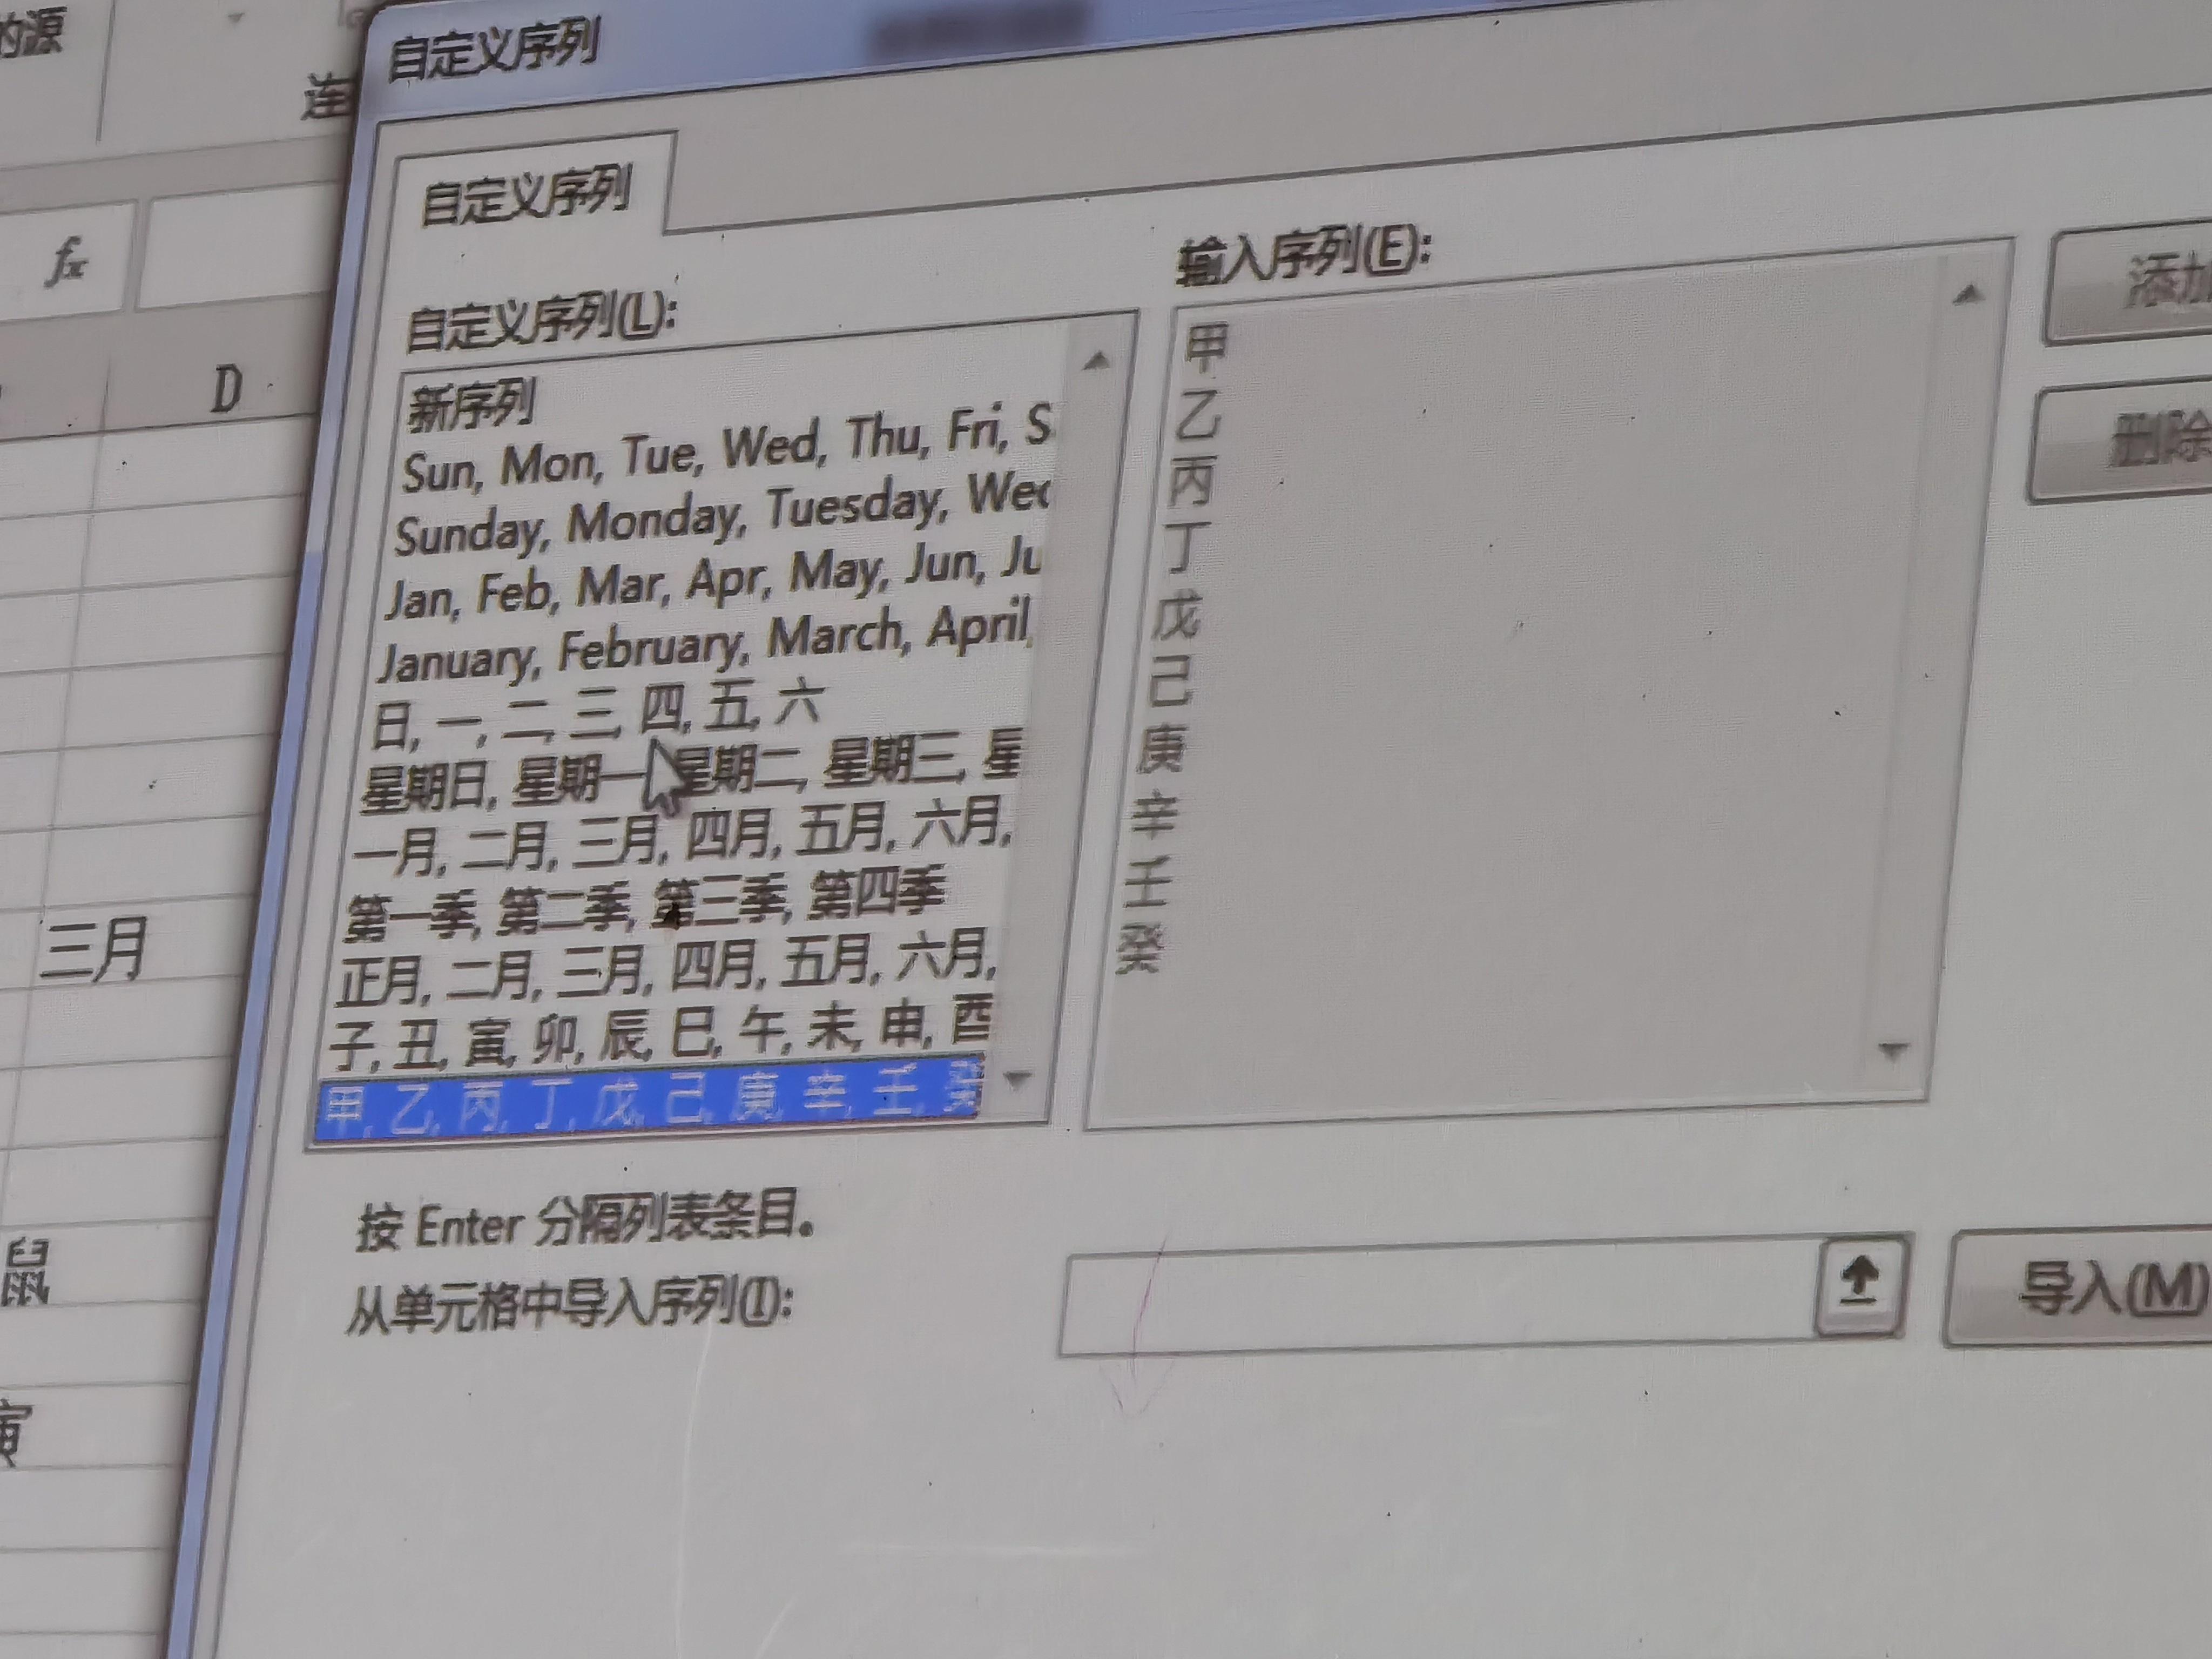 的源
连
自定义序列
自定义序列
fx
D
自定义序列(L):
新序列
Sun, Mon, Tue, Wed, Thu, Fri, S
Sunday, Monday, Tuesday, Wed
Jan, Feb, Mar, Apr, May, Jun, Ju
January, February, March, April,
日, 一, 二, 三, 四, 五, 六
星期日, 星期一, 星期二, 星期三, 星
一月, 二月, 三月, 四月, 五月, 六月,
第一季, 第二季, 第三季, 第四季
正月, 二月, 三月, 四月, 五月, 六月,
子, 丑, 寅, 卯, 辰, 巳, 午, 未, 申, 酉
甲, 乙, 丙, 丁, 戊, 己, 庚, 辛, 壬, 癸
输入序列(E):
甲
乙
丙
丁
戊
己
庚
辛
壬
癸
添加
删除
三月
鼠
寅
按 Enter 分隔列表条目。
从单元格中导入序列(I):
导入(M)